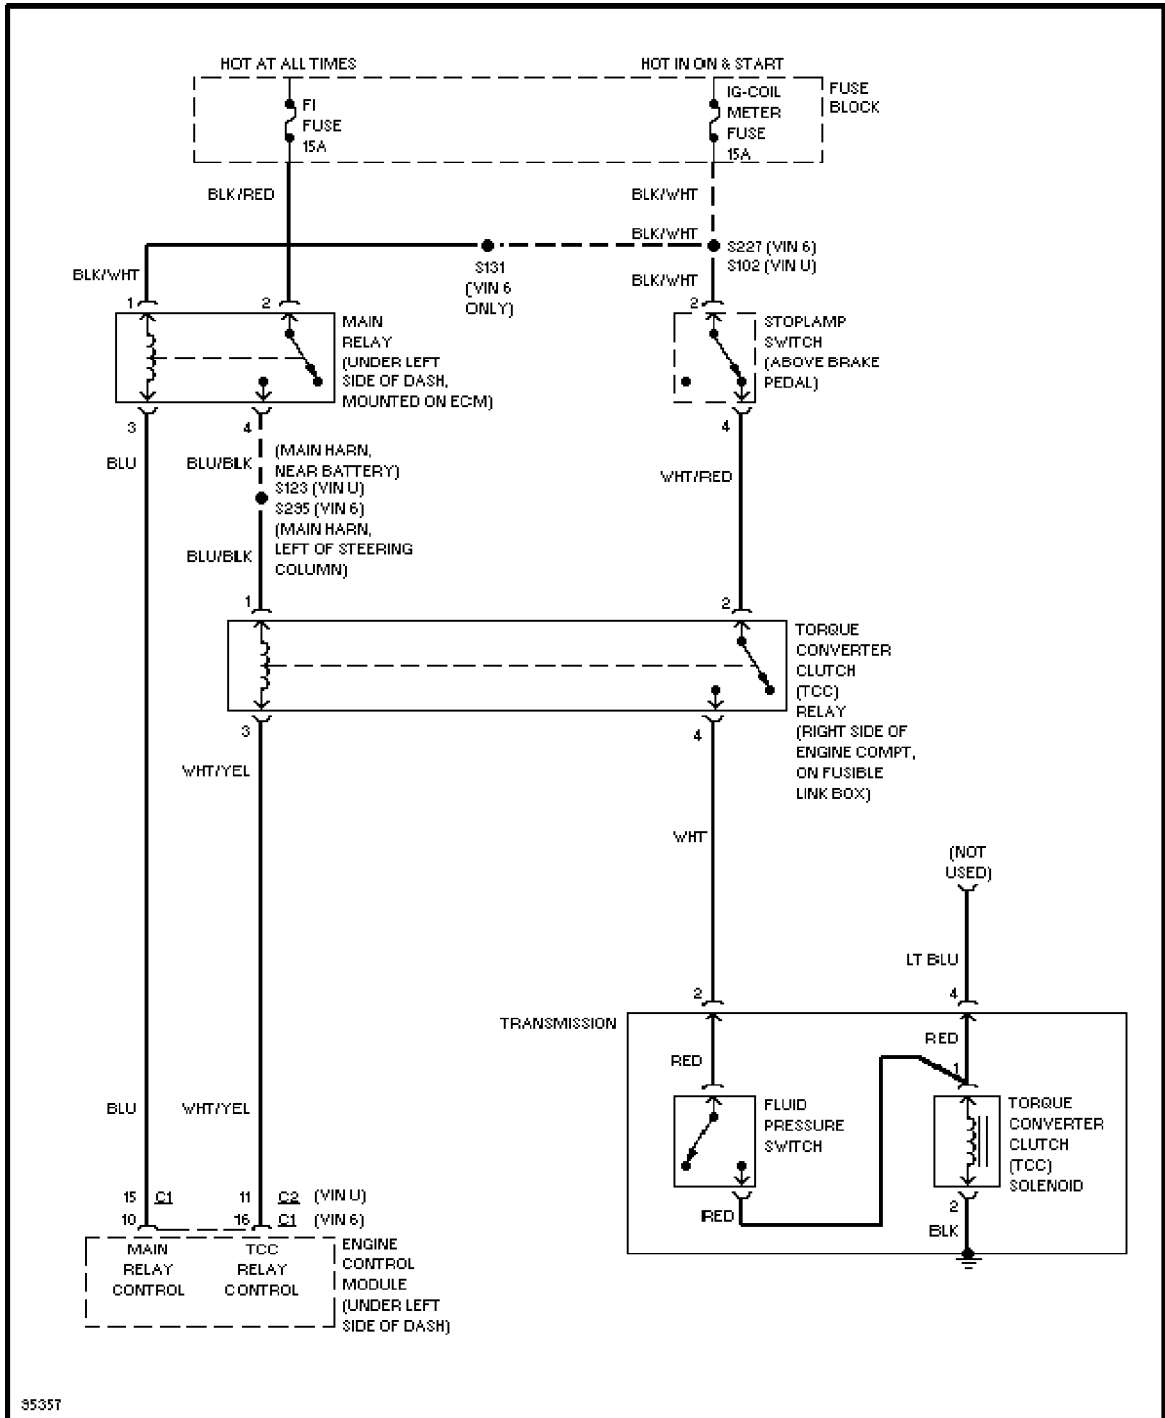 HOT AT ALL TIMES
HOT IN ON & START
FI
FUSE
15A
IG-COIL
METER
FUSE
15A
FUSE
BLOCK
BLK/RED
BLK/WHT
BLK/WHT
S227 (VIN 6)
S102 (VIN U)
S131
(VIN 6
ONLY)
BLK/WHT
BLK/WHT
1
2
2
MAIN
RELAY
(UNDER LEFT
SIDE OF DASH,
MOUNTED ON ECM)
STOPLAMP
SWITCH
(ABOVE BRAKE
PEDAL)
3
4
4
BLU
BLU/BLK
(MAIN HARN,
NEAR BATTERY)
S123 (VIN U)
S295 (VIN 6)
(MAIN HARN,
LEFT OF STEERING
COLUMN)
WHT/RED
BLU/BLK
1
2
TORQUE
CONVERTER
CLUTCH
(TCC)
RELAY
(RIGHT SIDE OF
ENGINE COMPT,
ON FUSIBLE
LINK BOX)
3
4
WHT/YEL
WHT
(NOT
USED)
LT BLU
2
4
TRANSMISSION
RED
RED
1
FLUID
PRESSURE
SWITCH
TORQUE
CONVERTER
CLUTCH
(TCC)
SOLENOID
RED
2
BLK
BLU
WHT/YEL
15 C1
11 C2 (VIN U)
10
16 C1 (VIN 6)
MAIN
RELAY
CONTROL
TCC
RELAY
CONTROL
ENGINE
CONTROL
MODULE
(UNDER LEFT
SIDE OF DASH)
95357